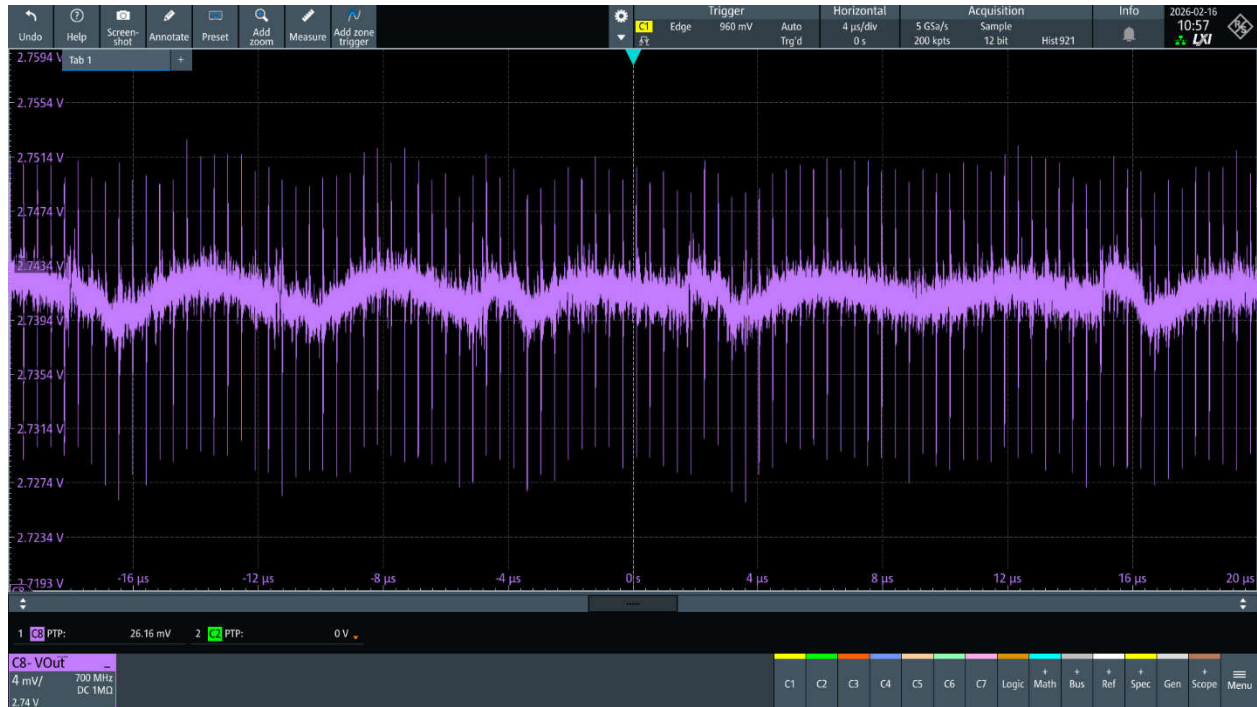 Undo Help Screen-shot Annotate Preset Add zoom Measure Add zone trigger
Trigger
C1 Edge 960 mV Auto
Trg'd
Horizontal
4 µs/div
0 s
Acquisition
5 GSa/s Sample
200 kpts 12 bit Hist 921
Info
2026-02-16
10:57
R&S
LXI
Tab 1 +
2.7594 V
2.7554 V
2.7514 V
2.7474 V
2.7434 V
2.7394 V
2.7354 V
2.7314 V
2.7274 V
2.7234 V
2.7193 V
C8
-16 µs -12 µs -8 µs -4 µs 0 s 4 µs 8 µs 12 µs 16 µs 20 µs
1 C8 PTP: 26.16 mV 2 C2 PTP: 0 V
C8- VOut
4 mV/ 700 MHz
DC 1MΩ
2.74 V
C1 C2 C3 C4 C5 C6 C7 Logic + Math + Bus + Ref + Spec Gen + Scope Menu